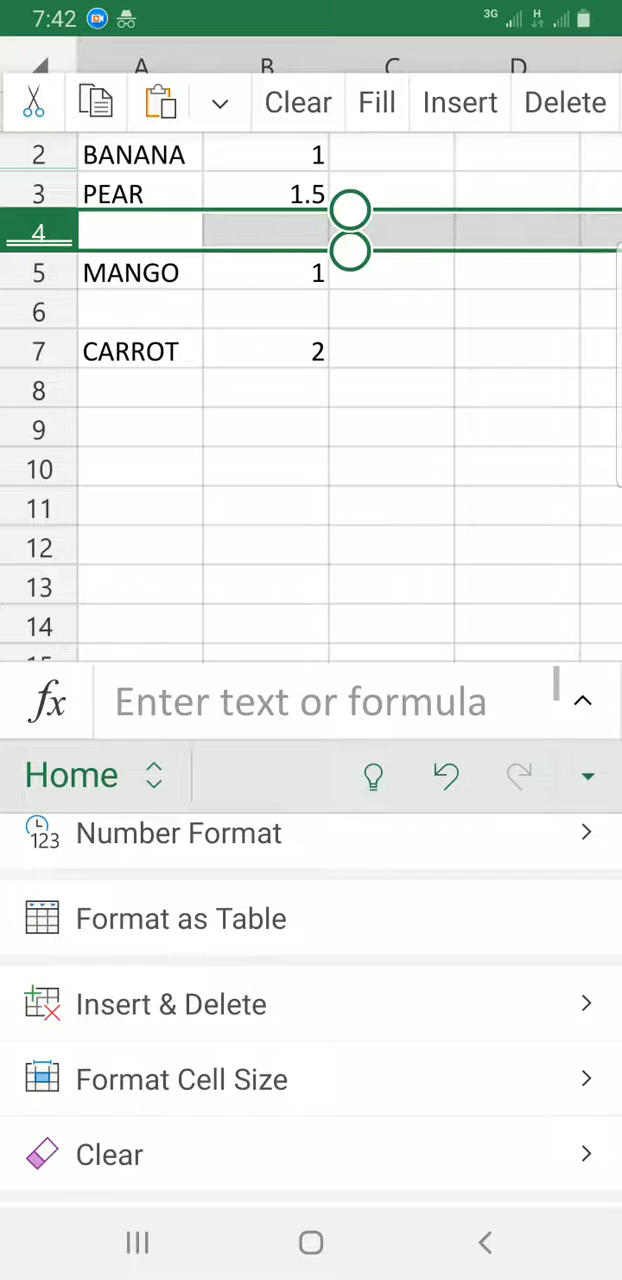 7:42 3G H
A B C D
Clear Fill Insert Delete
2 BANANA 1
3 PEAR 1.5
4
5 MANGO 1
6
7 CARROT 2
8
9
10
11
12
13
14
fx Enter text or formula
Home
123 Number Format
Format as Table
Insert & Delete
Format Cell Size
Clear